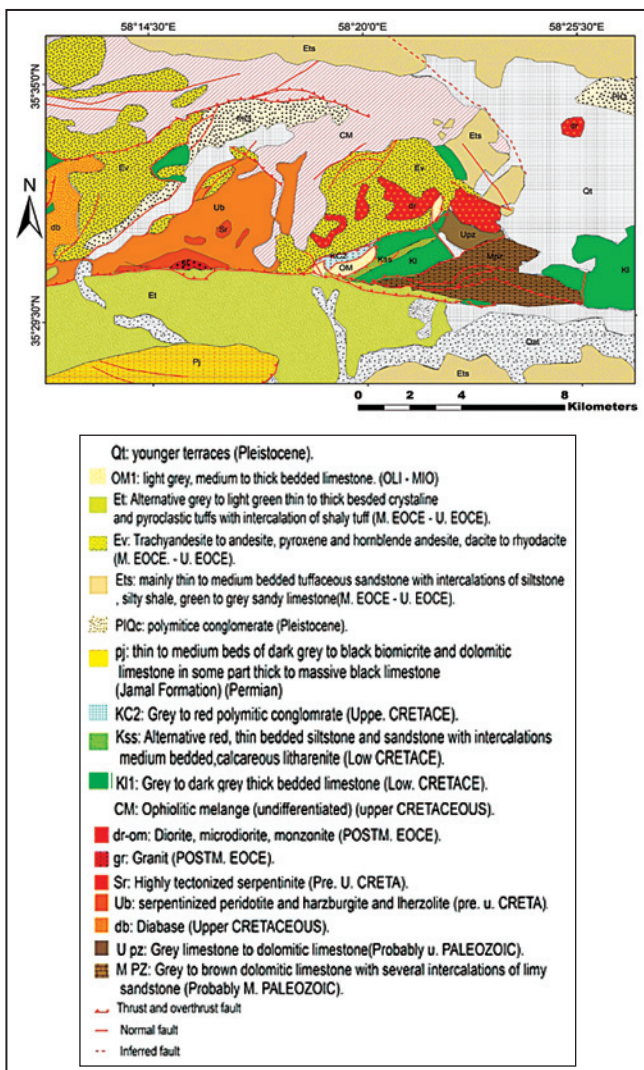 58°14'30"E
58°20'0"E
58°25'30"E
35°35'0"N
35°29'30"N
N
Ets
PlQ
CM
gr
Ets
Ev
Ev
Qt
Ub
db
Sr
dr
Upz
KC2
OM
Kss
Kl
Mpz
Kl
Et
Pj
Qal
Ets
0 2 4 8
Kilometers
Qt: younger terraces (Pleistocene).
OM1: light grey, medium to thick bedded limestone. (OLI - MIO)
Et: Alternative grey to light green thin to thick besded crystaline
and pyroclastic tuffs with intercalation of shaly tuff (M. EOCE - U. EOCE).
Ev: Trachyandesite to andesite, pyroxene and hornblende andesite, dacite to rhyodacite
(M. EOCE. - U. EOCE).
Ets: mainly thin to medium bedded tuffaceous sandstone with intercalations of siltstone
, silty shale, green to grey sandy limestone(M. EOCE - U. EOCE).
PlQc: polymitice conglomerate (Pleistocene).
pj: thin to medium beds of dark grey to black biomicrite and dolomitic
limestone in some part thick to massive black limestone
(Jamal Formation) (Permian)
KC2: Grey to red polymitic conglomrate (Uppe. CRETACE).
Kss: Alternative red, thin bedded siltstone and sandstone with intercalations
medium bedded,calcareous litharenite (Low CRETACE).
Kl1: Grey to dark grey thick bedded limestone (Low. CRETACE).
CM: Ophiolitic melange (undifferentiated) (upper CRETACEOUS).
dr-om: Diorite, microdiorite, monzonite (POSTM. EOCE).
gr: Granit (POSTM. EOCE).
Sr: Highly tectonized serpentinite (Pre. U. CRETA).
Ub: serpentinized peridotite and harzburgite and lherzolite (pre. u. CRETA).
db: Diabase (Upper CRETACEOUS).
U pz: Grey limestone to dolomitic limestone(Probably u. PALEOZOIC).
M PZ: Grey to brown dolomitic limestone with several intercalations of limy
sandstone (Probably M. PALEOZOIC).
Thrust and overthrust fault
Normal fault
Inferred fault